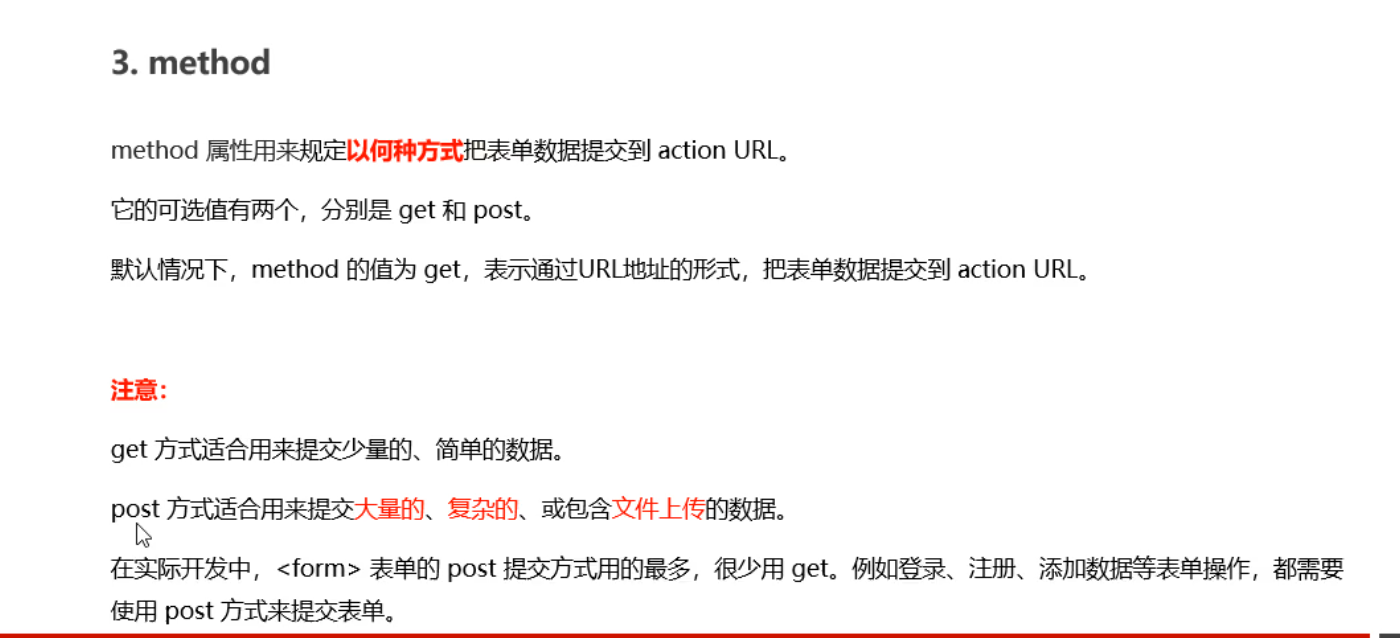 3. method
method 属性用来规定以何种方式把表单数据提交到 action URL。
它的可选值有两个，分别是 get 和 post。
默认情况下，method 的值为 get，表示通过URL地址的形式，把表单数据提交到 action URL。
注意：
get 方式适合用来提交少量的、简单的数据。
post 方式适合用来提交大量的、复杂的、或包含文件上传的数据。
在实际开发中，<form> 表单的 post 提交方式用的最多，很少用 get。例如登录、注册、添加数据等表单操作，都需要
使用 post 方式来提交表单。